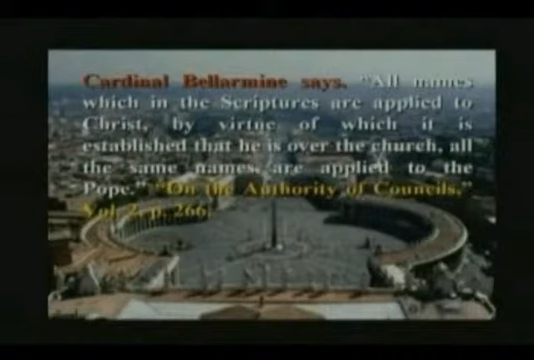 Cardinal Bellarmine says. "All names
which in the Scriptures are applied to
Christ, by virtue of which it is
established that he is over the church, all
the same names are applied to the
Pope." "On the Authority of Councils,"
Vol. 2, p. 266.